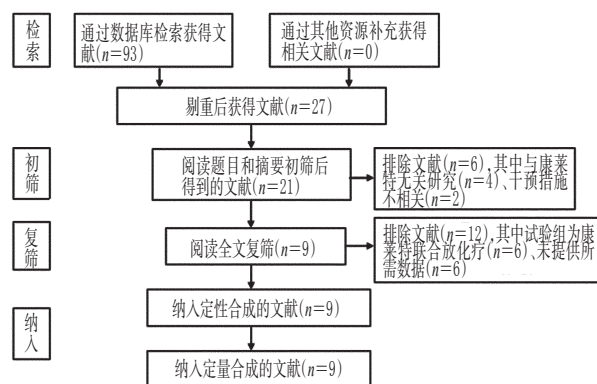 检索
通过数据库检索获得文
献(n=93)
通过其他资源补充获得
相关文献(n=0)
剔重后获得文献(n=27)
初筛
阅读题目和摘要初筛后
得到的文献(n=21)
排除文献(n=6),其中与康莱
特无关研究(n=4)、干预措施
不相关(n=2)
复筛
阅读全文复筛(n=9)
排除文献(n=12),其中试验组为康
莱特联合放化疗(n=6)、未提供所
需数据(n=6)
纳入
纳入定性合成的文献(n=9)
纳入定量合成的文献(n=9)